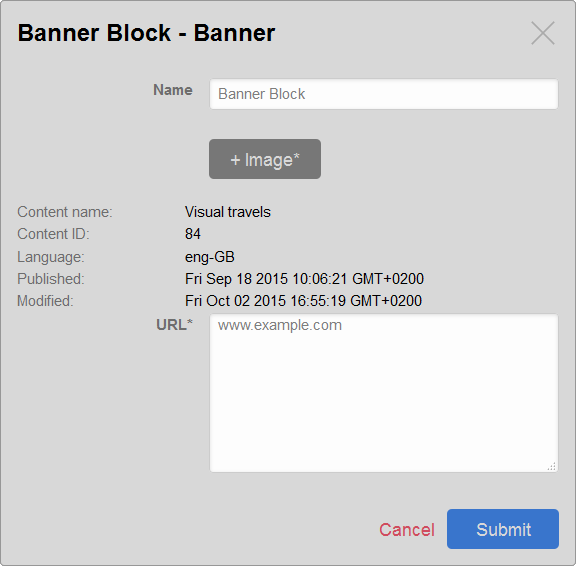 Banner Block - Banner
Name
Banner Block
+ Image*
Content name: Visual travels
Content ID: 84
Language: eng-GB
Published: Fri Sep 18 2015 10:06:21 GMT+0200
Modified: Fri Oct 02 2015 16:55:19 GMT+0200
URL* www.example.com
Cancel Submit